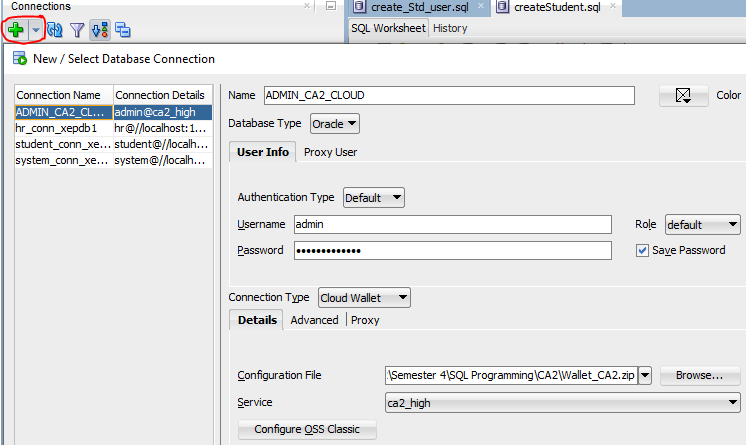 Connections
create_Std_user.sql
createStudent.sql
SQL Worksheet History
New / Select Database Connection
Connection Name Connection Details
ADMIN_CA2_CL... admin@ca2_high
hr_conn_xepdb1 hr@//localhost:1...
student_conn_xe... student@//localh...
system_conn_xe... system@//localh...
Name ADMIN_CA2_CLOUD Color
Database Type Oracle
User Info Proxy User
Authentication Type Default
Username admin Role default
Password ••••••••••••• Save Password
Connection Type Cloud Wallet
Details Advanced Proxy
Configuration File \Semester 4\SQL Programming\CA2\Wallet_CA2.zip Browse...
Service ca2_high
Configure OSS Classic